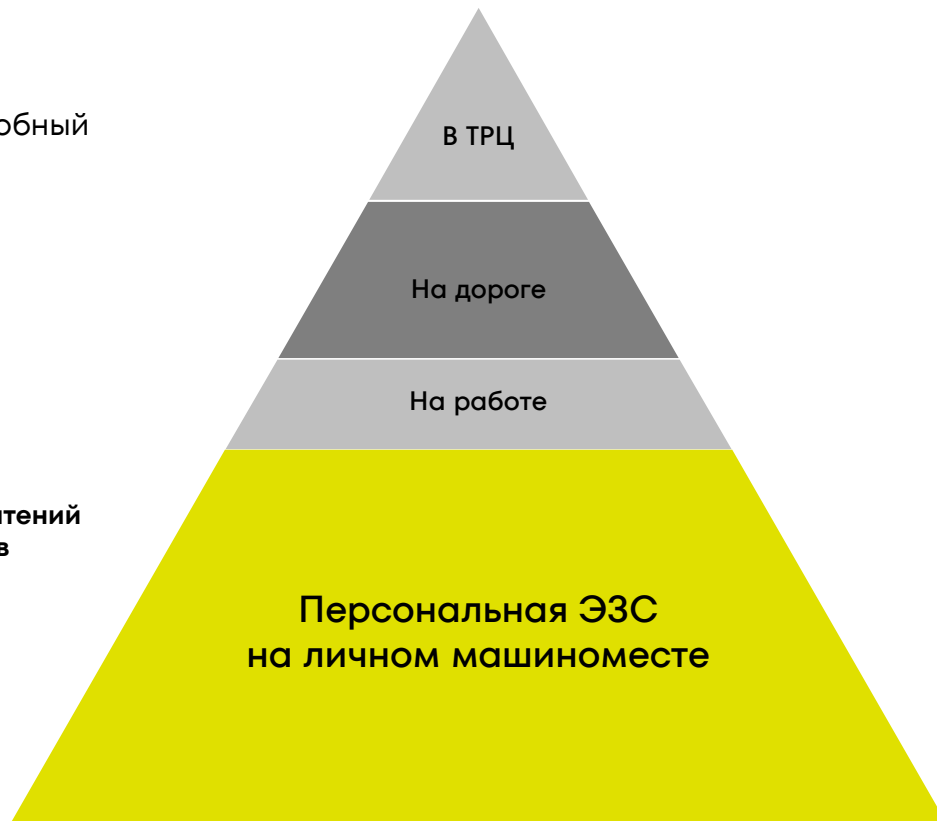 обный
В ТРЦ
На дороге
На работе
тений
в
Персональная ЭЗС
на личном машиноместе